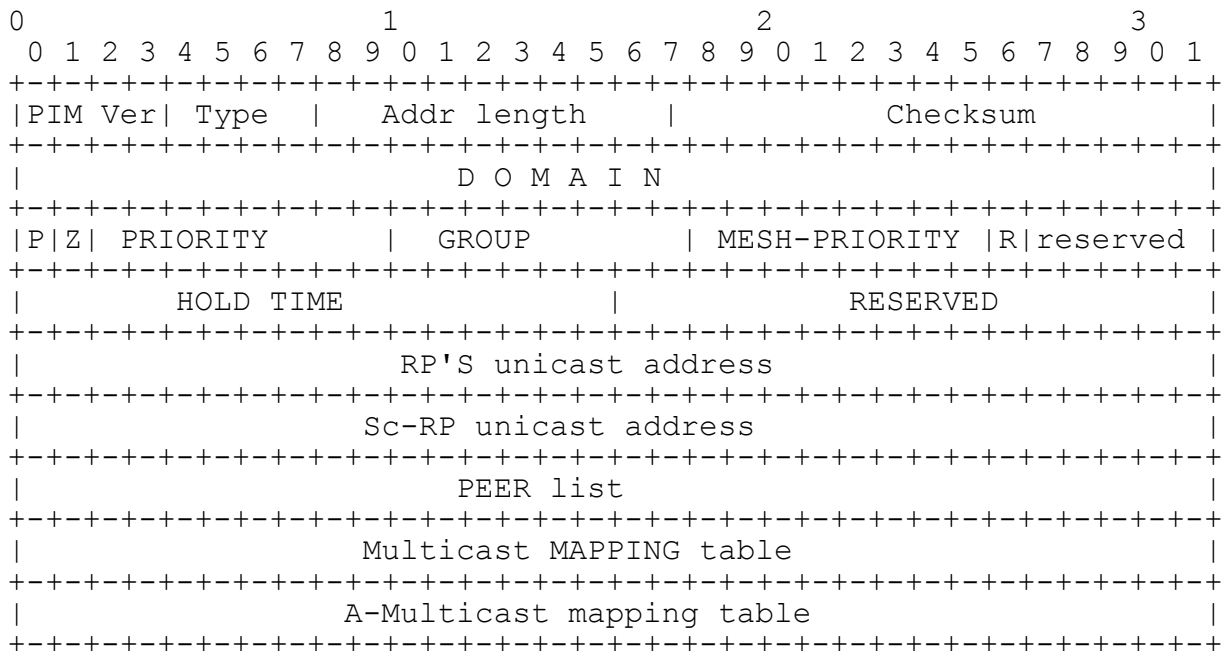 0 1 2 3
0 1 2 3 4 5 6 7 8 9 0 1 2 3 4 5 6 7 8 9 0 1 2 3 4 5 6 7 8 9 0 1
+-+-+-+-+-+-+-+-+-+-+-+-+-+-+-+-+-+-+-+-+-+-+-+-+-+-+-+-+-+-+-+-+
|PIM Ver| Type | Addr length | Checksum |
+-+-+-+-+-+-+-+-+-+-+-+-+-+-+-+-+-+-+-+-+-+-+-+-+-+-+-+-+-+-+-+-+
| D O M A I N |
+-+-+-+-+-+-+-+-+-+-+-+-+-+-+-+-+-+-+-+-+-+-+-+-+-+-+-+-+-+-+-+-+
|P|Z| PRIORITY | GROUP | MESH-PRIORITY |R|reserved |
+-+-+-+-+-+-+-+-+-+-+-+-+-+-+-+-+-+-+-+-+-+-+-+-+-+-+-+-+-+-+-+-+
| HOLD TIME | RESERVED |
+-+-+-+-+-+-+-+-+-+-+-+-+-+-+-+-+-+-+-+-+-+-+-+-+-+-+-+-+-+-+-+-+
| RP'S unicast address |
+-+-+-+-+-+-+-+-+-+-+-+-+-+-+-+-+-+-+-+-+-+-+-+-+-+-+-+-+-+-+-+-+
| Sc-RP unicast address |
+-+-+-+-+-+-+-+-+-+-+-+-+-+-+-+-+-+-+-+-+-+-+-+-+-+-+-+-+-+-+-+-+
| PEER list |
+-+-+-+-+-+-+-+-+-+-+-+-+-+-+-+-+-+-+-+-+-+-+-+-+-+-+-+-+-+-+-+-+
| Multicast MAPPING table |
+-+-+-+-+-+-+-+-+-+-+-+-+-+-+-+-+-+-+-+-+-+-+-+-+-+-+-+-+-+-+-+-+
| A-Multicast mapping table |
+-+-+-+-+-+-+-+-+-+-+-+-+-+-+-+-+-+-+-+-+-+-+-+-+-+-+-+-+-+-+-+-+